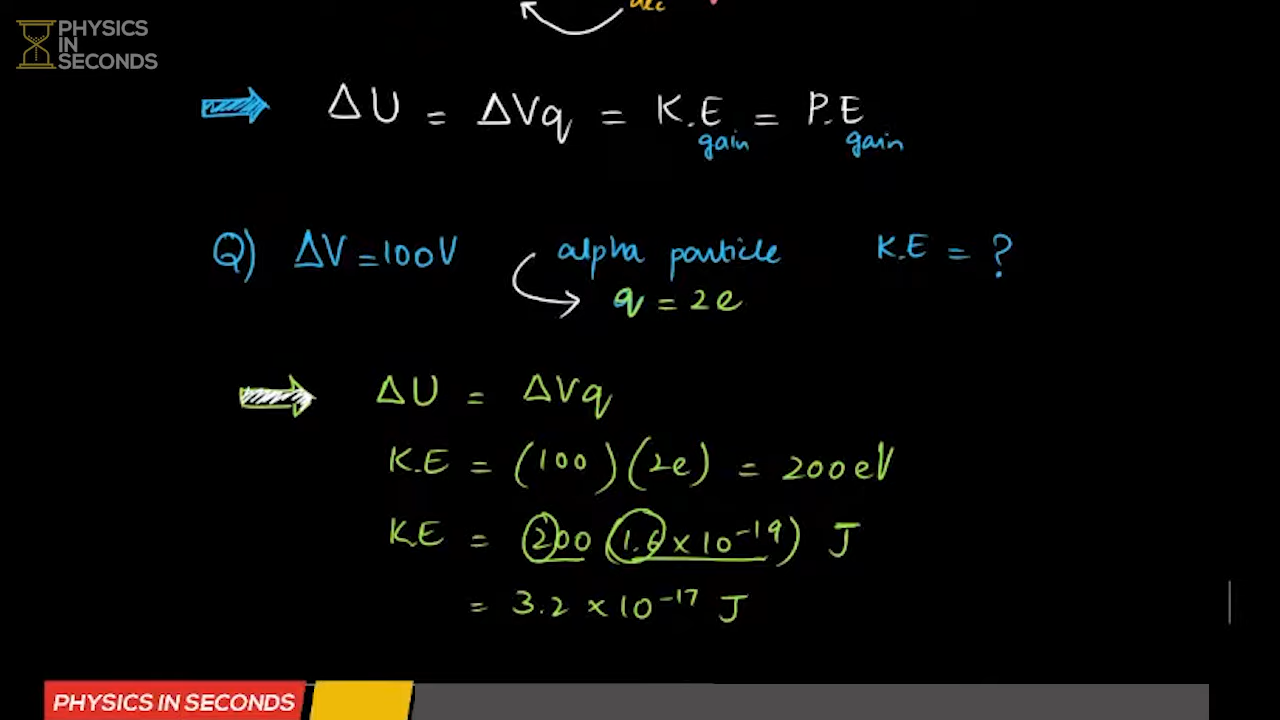 PHYSICS
IN
SECONDS
ΔU = ΔVq = K.E gain = P.E gain
Q) ΔV = 100V alpha particle K.E = ?
q = 2e
ΔU = ΔVq
K.E = (100)(2e) = 200eV
K.E = 200 (1.6 × 10⁻¹⁹) J
= 3.2 × 10⁻¹⁷ J
PHYSICS IN SECONDS